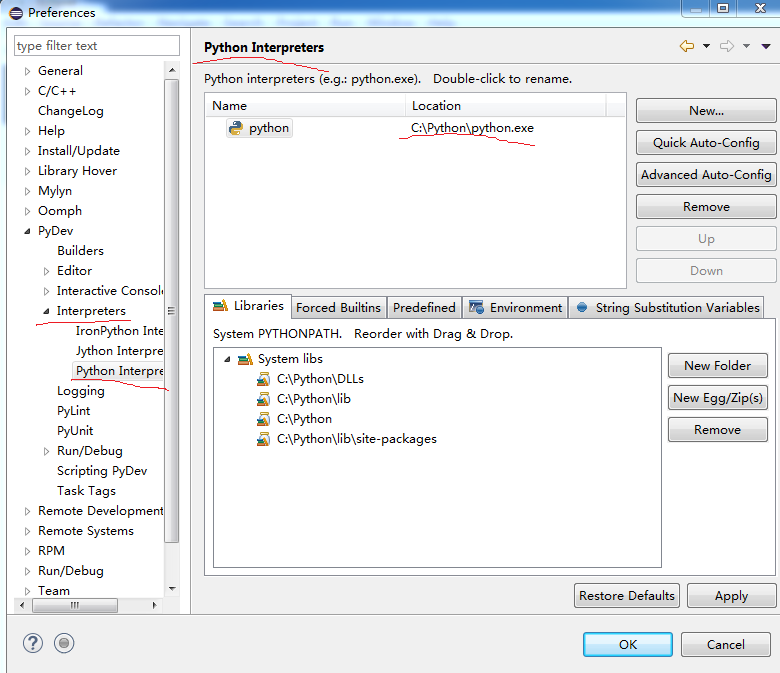 Preferences
type filter text
General
C/C++
ChangeLog
Help
Install/Update
Library Hover
Mylyn
Oomph
PyDev
Builders
Editor
Interactive Consol
Interpreters
IronPython Inte
Jython Interpre
Python Interpre
Logging
PyLint
PyUnit
Run/Debug
Scripting PyDev
Task Tags
Remote Development
Remote Systems
RPM
Run/Debug
Team
Python Interpreters
Python interpreters (e.g.: python.exe).   Double-click to rename.
Name Location
python C:\Python\python.exe
New...
Quick Auto-Config
Advanced Auto-Config
Remove
Up
Down
Libraries Forced Builtins Predefined Environment String Substitution Variables
System PYTHONPATH.   Reorder with Drag & Drop.
System libs
C:\Python\DLLs
C:\Python\lib
C:\Python
C:\Python\lib\site-packages
New Folder
New Egg/Zip(s)
Remove
Restore Defaults Apply
OK Cancel